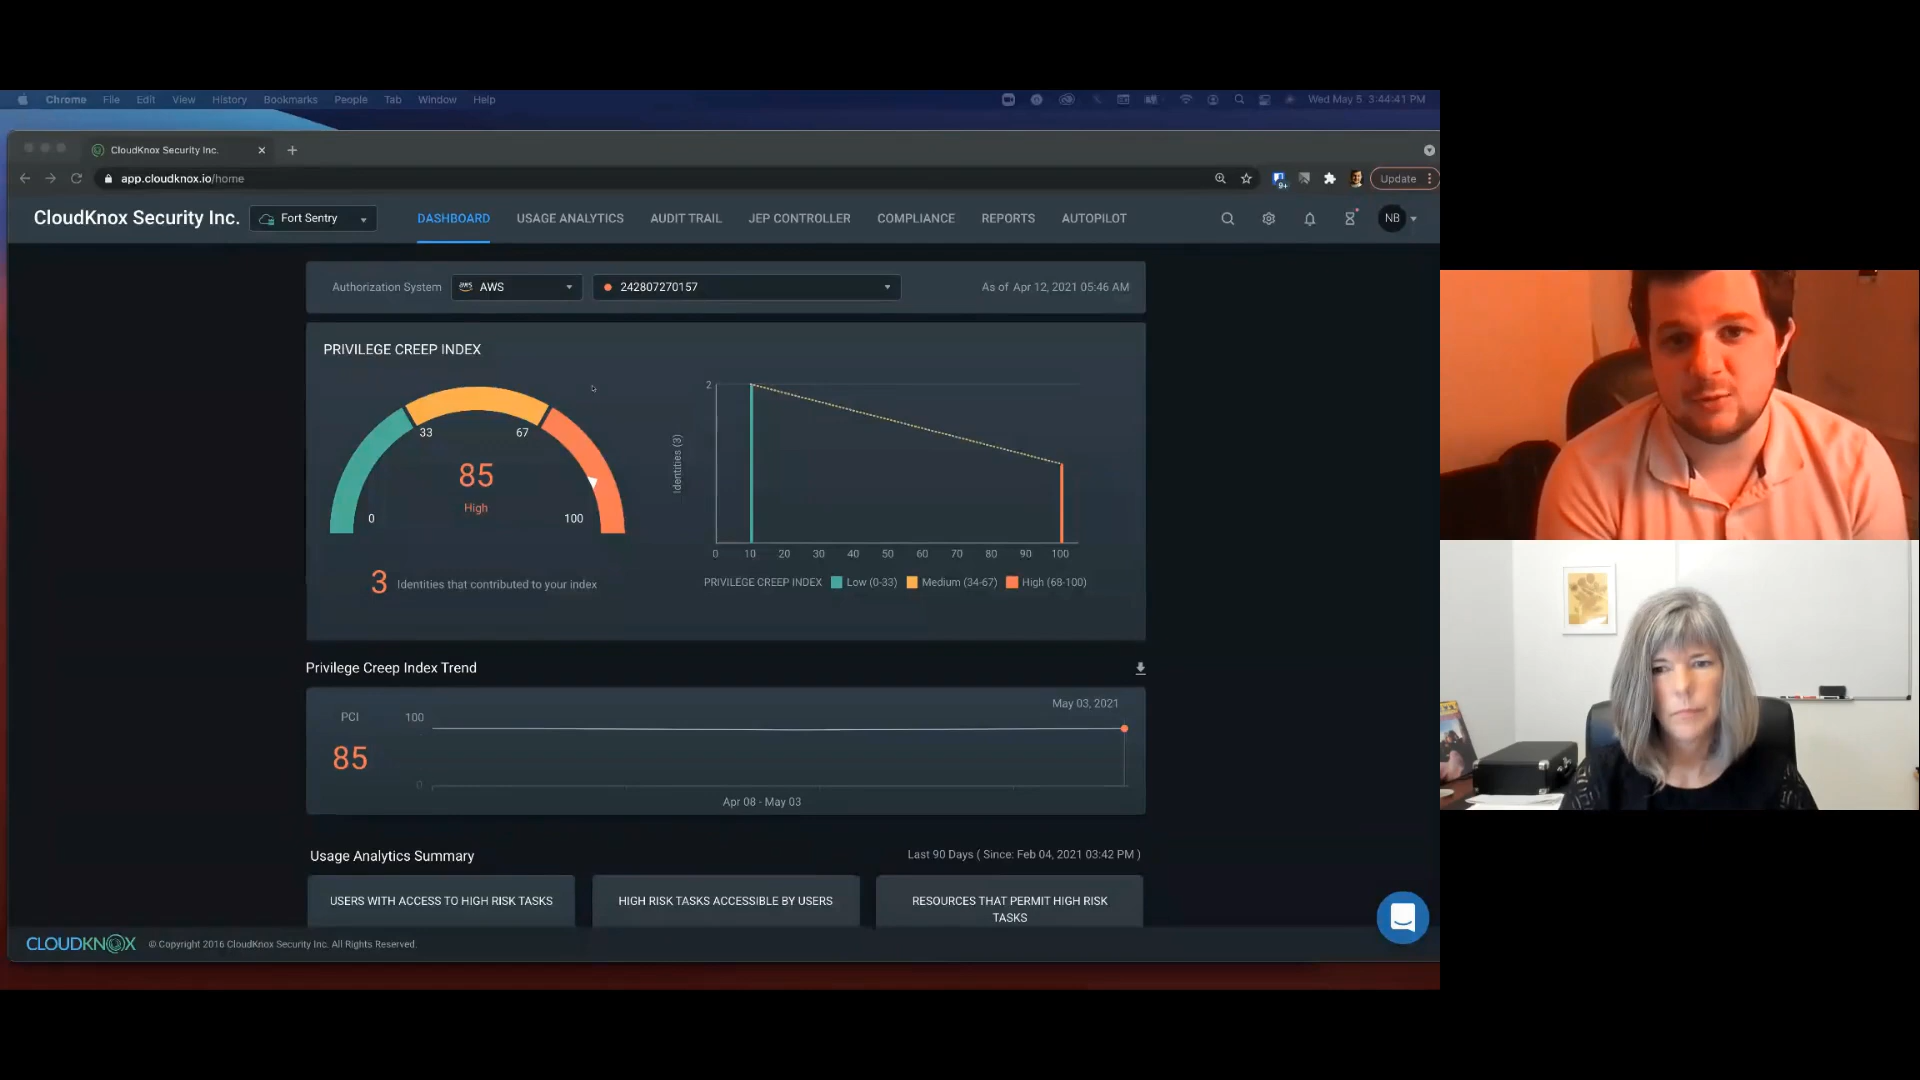 Chrome File Edit View History Bookmarks People Tab Window Help Wed May 5 3:44:41 PM
CloudKnox Security Inc.
app.cloudknox.io/home Update
CloudKnox Security Inc. Fort Sentry DASHBOARD USAGE ANALYTICS AUDIT TRAIL JEP CONTROLLER COMPLIANCE REPORTS AUTOPILOT NB
Authorization System AWS 242807270157 As of Apr 12, 2021 05:46 AM
PRIVILEGE CREEP INDEX
33 67
85
High
0 100
3 Identities that contributed to your index
2
Identities (3)
0 10 20 30 40 50 60 70 80 90 100
PRIVILEGE CREEP INDEX Low (0-33) Medium (34-67) High (68-100)
Privilege Creep Index Trend
May 03, 2021
PCI 100
85
0
Apr 08 - May 03
Usage Analytics Summary Last 90 Days ( Since: Feb 04, 2021 03:42 PM )
USERS WITH ACCESS TO HIGH RISK TASKS HIGH RISK TASKS ACCESSIBLE BY USERS RESOURCES THAT PERMIT HIGH RISK
TASKS
CLOUDKNOX © Copyright 2016 CloudKnox Security Inc. All Rights Reserved.